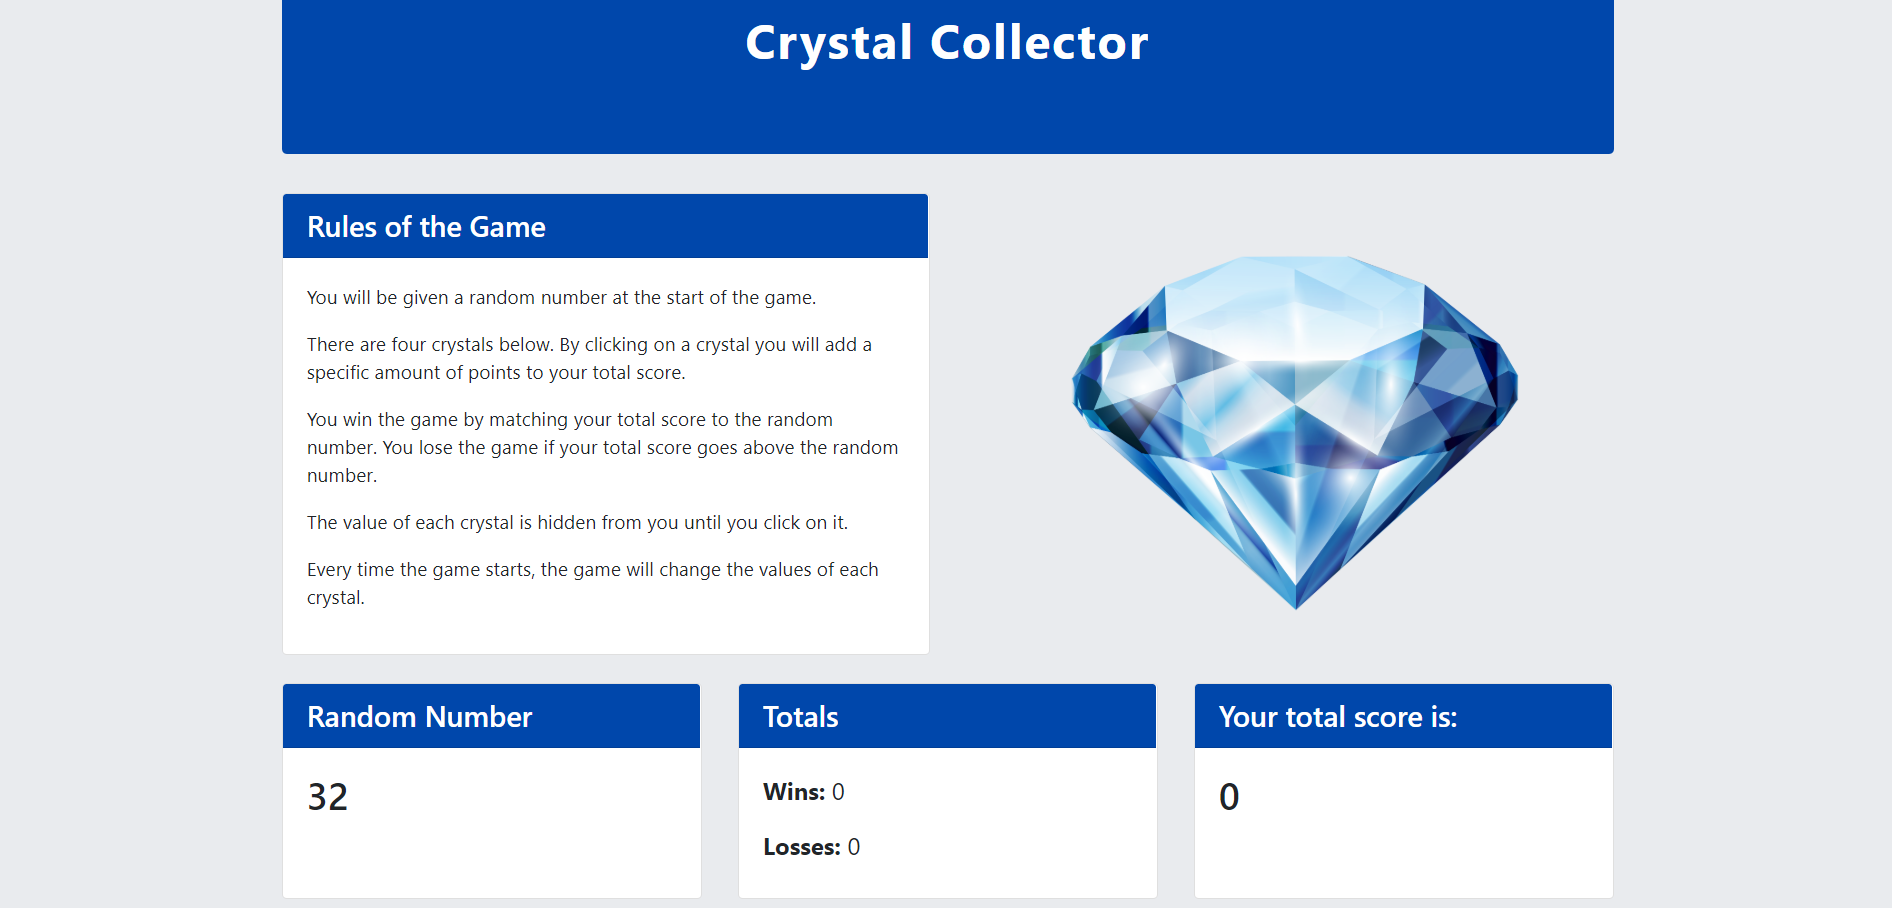 Crystal Collector
Rules of the Game
You will be given a random number at the start of the game.
There are four crystals below. By clicking on a crystal you will add a
specific amount of points to your total score.
You win the game by matching your total score to the random
number. You lose the game if your total score goes above the random
number.
The value of each crystal is hidden from you until you click on it.
Every time the game starts, the game will change the values of each
crystal.
Random Number
32
Totals
Wins: 0
Losses: 0
Your total score is:
0